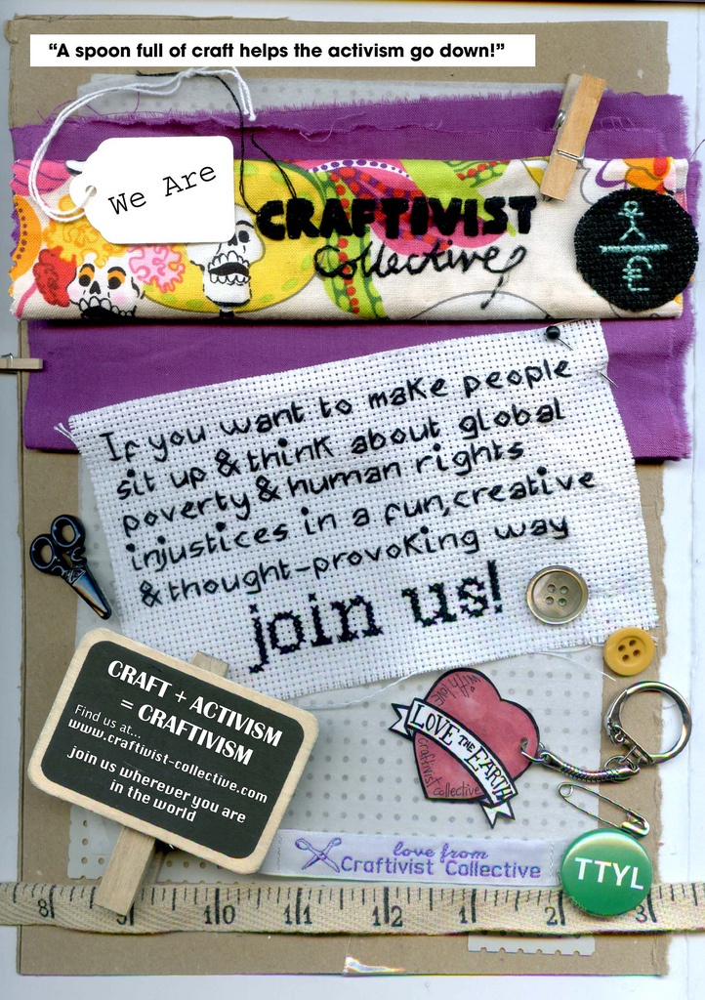 “A spoon full of craft helps the activism go down!”
We Are
CRAFTIVIST
Collective
€
If you want to make people
sit up & think about global
poverty & human rights
injustices in a fun, creative
& thought-provoking way
join us!
CRAFT + ACTIVISM
= CRAFTIVISM
Find us at...
www.craftivist-collective.com
join us wherever you are
in the world
with love
LOVE THE EARTH
craftivist
collective
love from
Craftivist Collective
TTYL
8 9 10 11 12 1 2 3